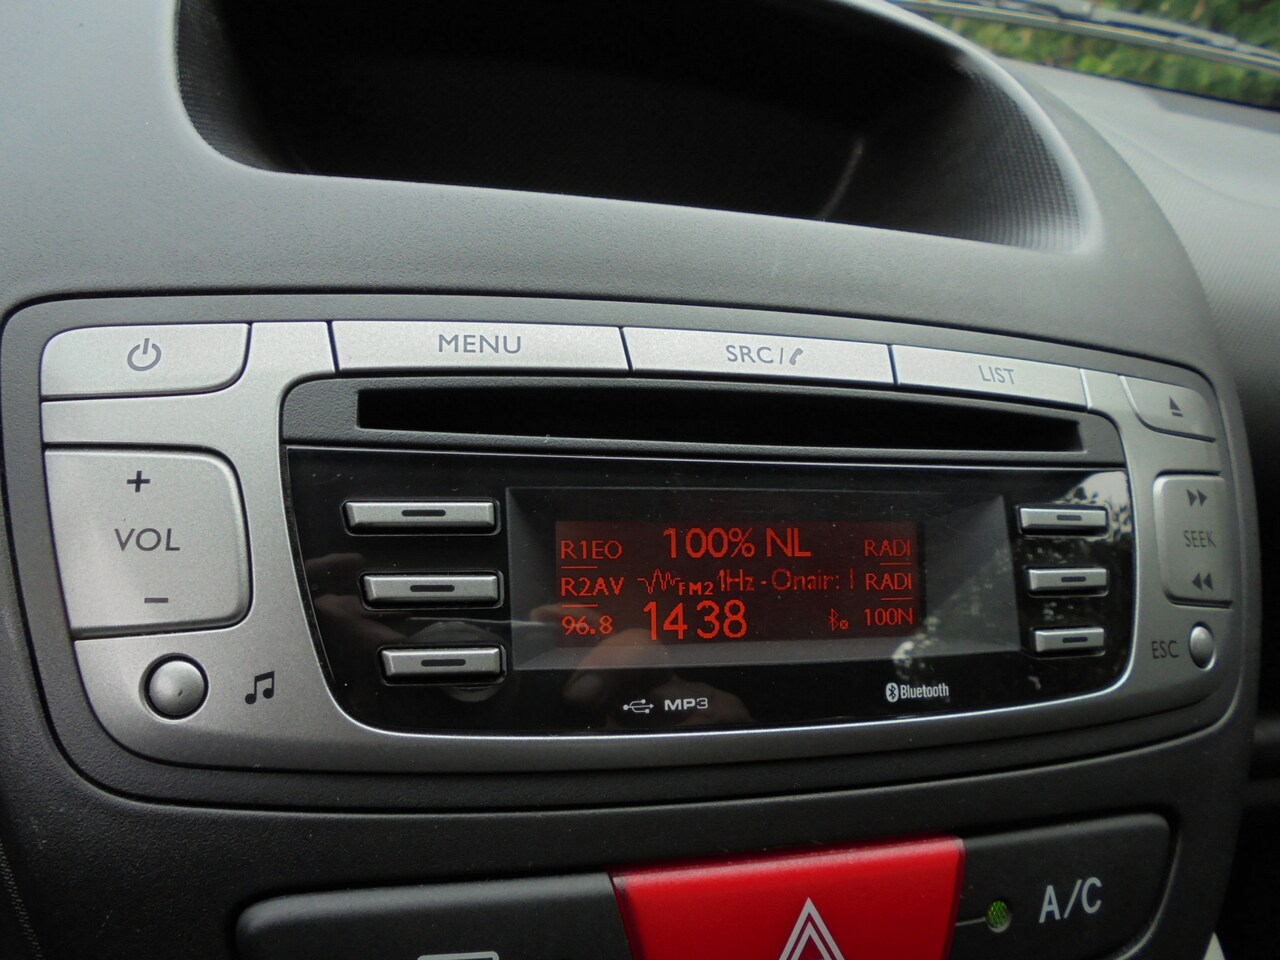 MENU
SRC/
LIST
+
VOL
−
SEEK
ESC
R1EO 100% NL RADI
R2AV FM2 1Hz - Onair: RADI
96.8 1438 100N
MP3
Bluetooth
A/C